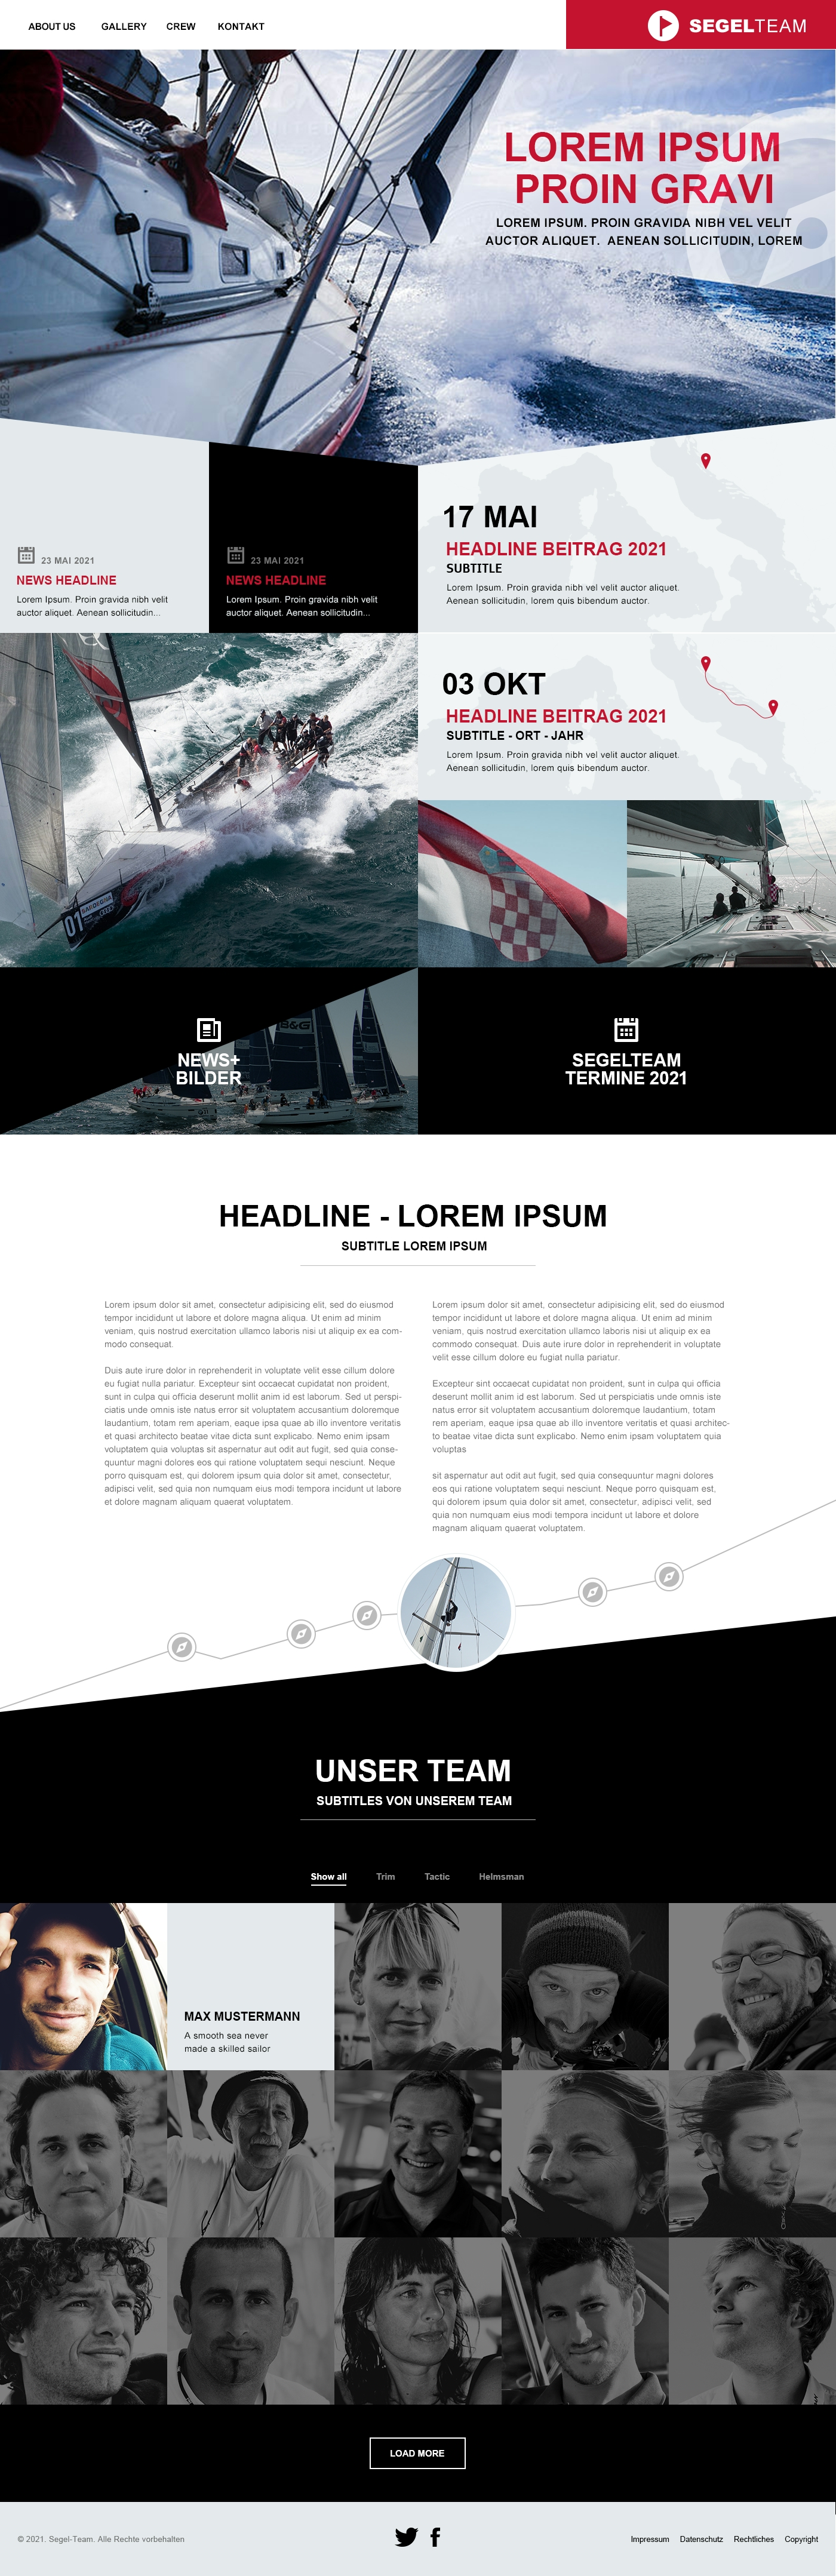 ABOUT US GALLERY CREW KONTAKT
SEGELTEAM
LOREM IPSUM
PROIN GRAVI
LOREM IPSUM. PROIN GRAVIDA NIBH VEL VELIT
AUCTOR ALIQUET. AENEAN SOLLICITUDIN, LOREM
23 MAI 2021
NEWS HEADLINE
Lorem Ipsum. Proin gravida nibh velit
auctor aliquet. Aenean sollicitudin...
23 MAI 2021
NEWS HEADLINE
Lorem Ipsum. Proin gravida nibh velit
auctor aliquet. Aenean sollicitudin...
17 MAI
HEADLINE BEITRAG 2021
SUBTITLE
Lorem Ipsum. Proin gravida nibh vel velit auctor aliquet.
Aenean sollicitudin, lorem quis bibendum auctor.
03 OKT
HEADLINE BEITRAG 2021
SUBTITLE - ORT - JAHR
Lorem Ipsum. Proin gravida nibh vel velit auctor aliquet.
Aenean sollicitudin, lorem quis bibendum auctor.
01
SARDEGNA
B&G
NEWS+
BILDER
SEGELTEAM
TERMINE 2021
HEADLINE - LOREM IPSUM
SUBTITLE LOREM IPSUM
Lorem ipsum dolor sit amet, consectetur adipisicing elit, sed do eiusmod
tempor incididunt ut labore et dolore magna aliqua. Ut enim ad minim
veniam, quis nostrud exercitation ullamco laboris nisi ut aliquip ex ea com-
modo consequat.
Duis aute irure dolor in reprehenderit in voluptate velit esse cillum dolore
eu fugiat nulla pariatur. Excepteur sint occaecat cupidatat non proident,
sunt in culpa qui officia deserunt mollit anim id est laborum. Sed ut perspi-
ciatis unde omnis iste natus error sit voluptatem accusantium doloremque
laudantium, totam rem aperiam, eaque ipsa quae ab illo inventore veritatis
et quasi architecto beatae vitae dicta sunt explicabo. Nemo enim ipsam
voluptatem quia voluptas sit aspernatur aut odit aut fugit, sed quia conse-
quuntur magni dolores eos qui ratione voluptatem sequi nesciunt. Neque
porro quisquam est, qui dolorem ipsum quia dolor sit amet, consectetur,
adipisci velit, sed quia non numquam eius modi tempora incidunt ut labore
et dolore magnam aliquam quaerat voluptatem.
Lorem ipsum dolor sit amet, consectetur adipisicing elit, sed do eiusmod
tempor incididunt ut labore et dolore magna aliqua. Ut enim ad minim
veniam, quis nostrud exercitation ullamco laboris nisi ut aliquip ex ea
commodo consequat. Duis aute irure dolor in reprehenderit in voluptate
velit esse cillum dolore eu fugiat nulla pariatur.
Excepteur sint occaecat cupidatat non proident, sunt in culpa qui officia
deserunt mollit anim id est laborum. Sed ut perspiciatis unde omnis iste
natus error sit voluptatem accusantium doloremque laudantium, totam
rem aperiam, eaque ipsa quae ab illo inventore veritatis et quasi architec-
to beatae vitae dicta sunt explicabo. Nemo enim ipsam voluptatem quia
voluptas
sit aspernatur aut odit aut fugit, sed quia consequuntur magni dolores
eos qui ratione voluptatem sequi nesciunt. Neque porro quisquam est,
qui dolorem ipsum quia dolor sit amet, consectetur, adipisci velit, sed
quia non numquam eius modi tempora incidunt ut labore et dolore
magnam aliquam quaerat voluptatem.
UNSER TEAM
SUBTITLES VON UNSEREM TEAM
Show all Trim Tactic Helmsman
MAX MUSTERMANN
A smooth sea never
made a skilled sailor
LOAD MORE
© 2021. Segel-Team. Alle Rechte vorbehalten
Impressum Datenschutz Rechtliches Copyright